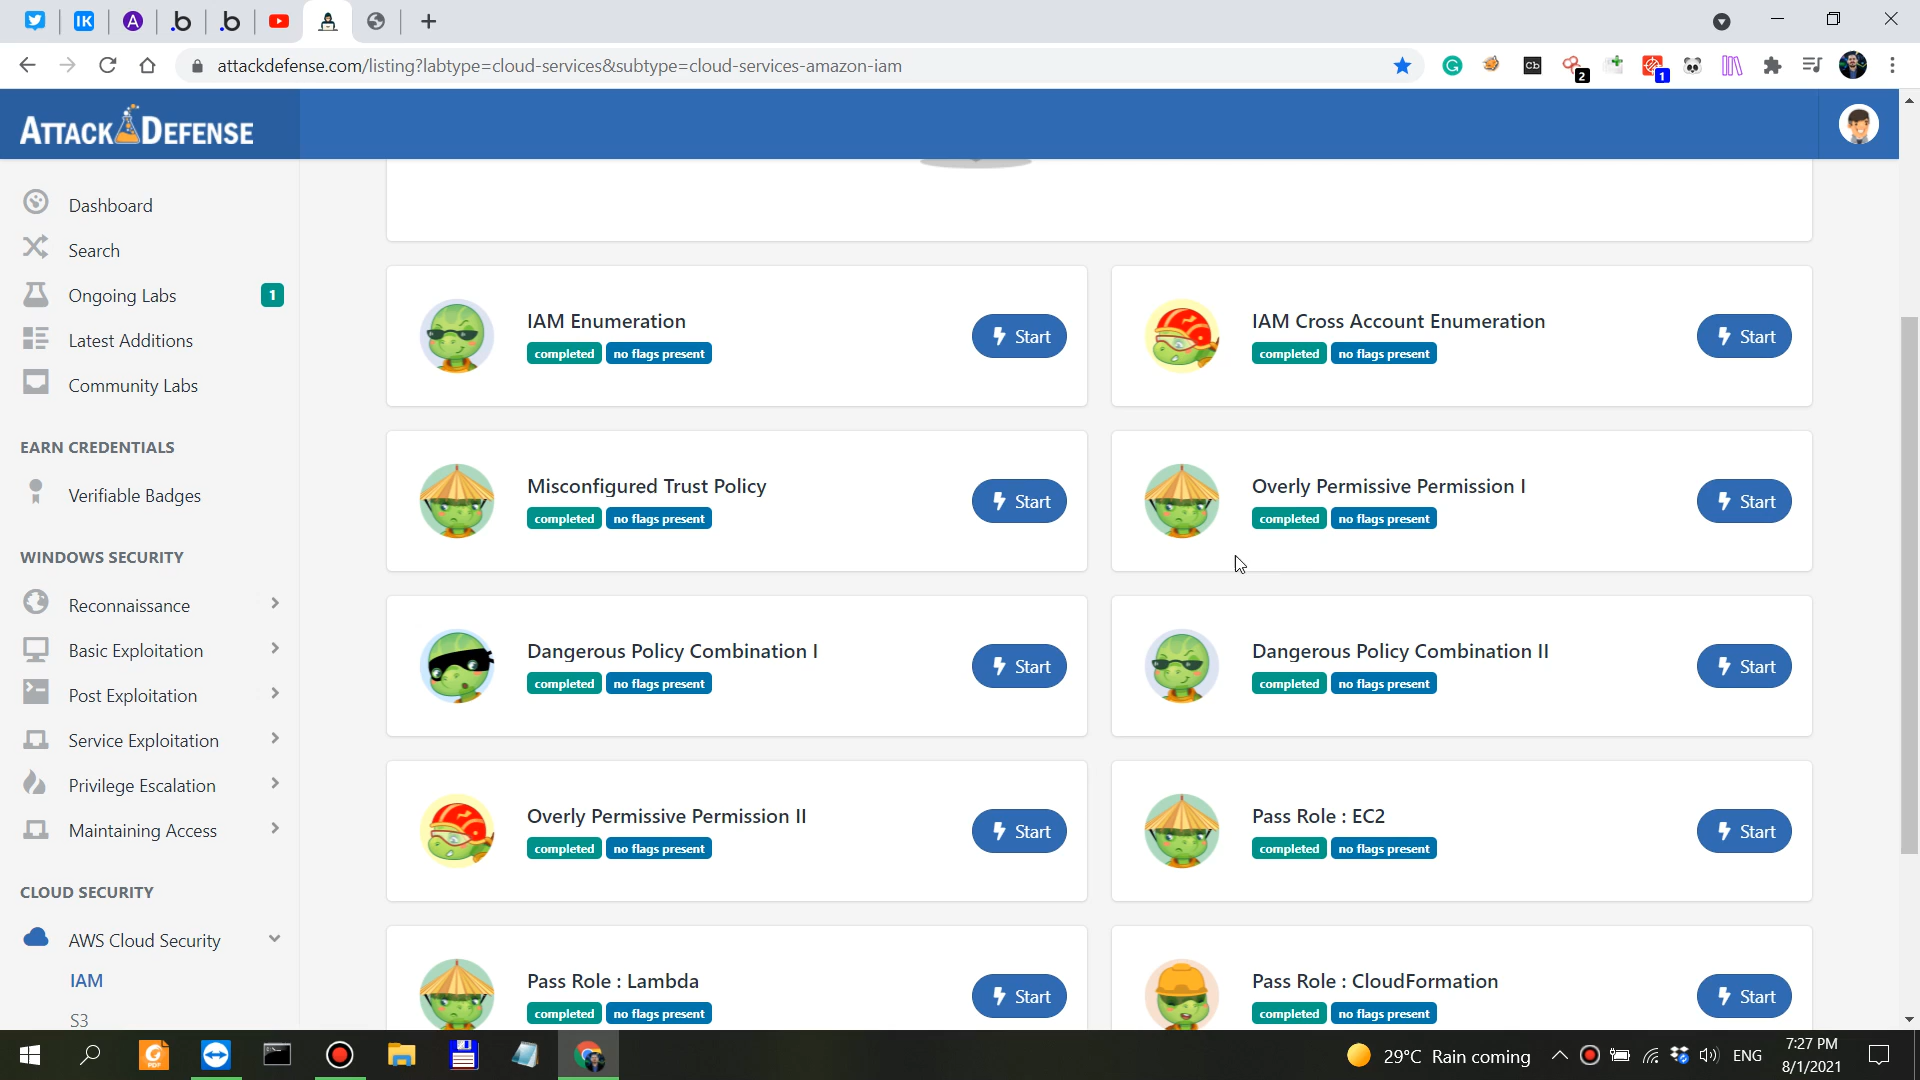 attackdefense.com/listing?labtype=cloud-services&subtype=cloud-services-amazon-iam
ATTACK DEFENSE
Dashboard
Search
Ongoing Labs 1
Latest Additions
Community Labs
EARN CREDENTIALS
Verifiable Badges
WINDOWS SECURITY
Reconnaissance
Basic Exploitation
Post Exploitation
Service Exploitation
Privilege Escalation
Maintaining Access
CLOUD SECURITY
AWS Cloud Security
IAM
S3
IAM Enumeration
completed no flags present
Start
IAM Cross Account Enumeration
completed no flags present
Start
Misconfigured Trust Policy
completed no flags present
Start
Overly Permissive Permission I
completed no flags present
Start
Dangerous Policy Combination I
completed no flags present
Start
Dangerous Policy Combination II
completed no flags present
Start
Overly Permissive Permission II
completed no flags present
Start
Pass Role : EC2
completed no flags present
Start
Pass Role : Lambda
completed no flags present
Start
Pass Role : CloudFormation
completed no flags present
Start
29°C Rain coming
ENG
7:27 PM
8/1/2021
IK
A
.b
.b
G
Cb
2
1
PDF